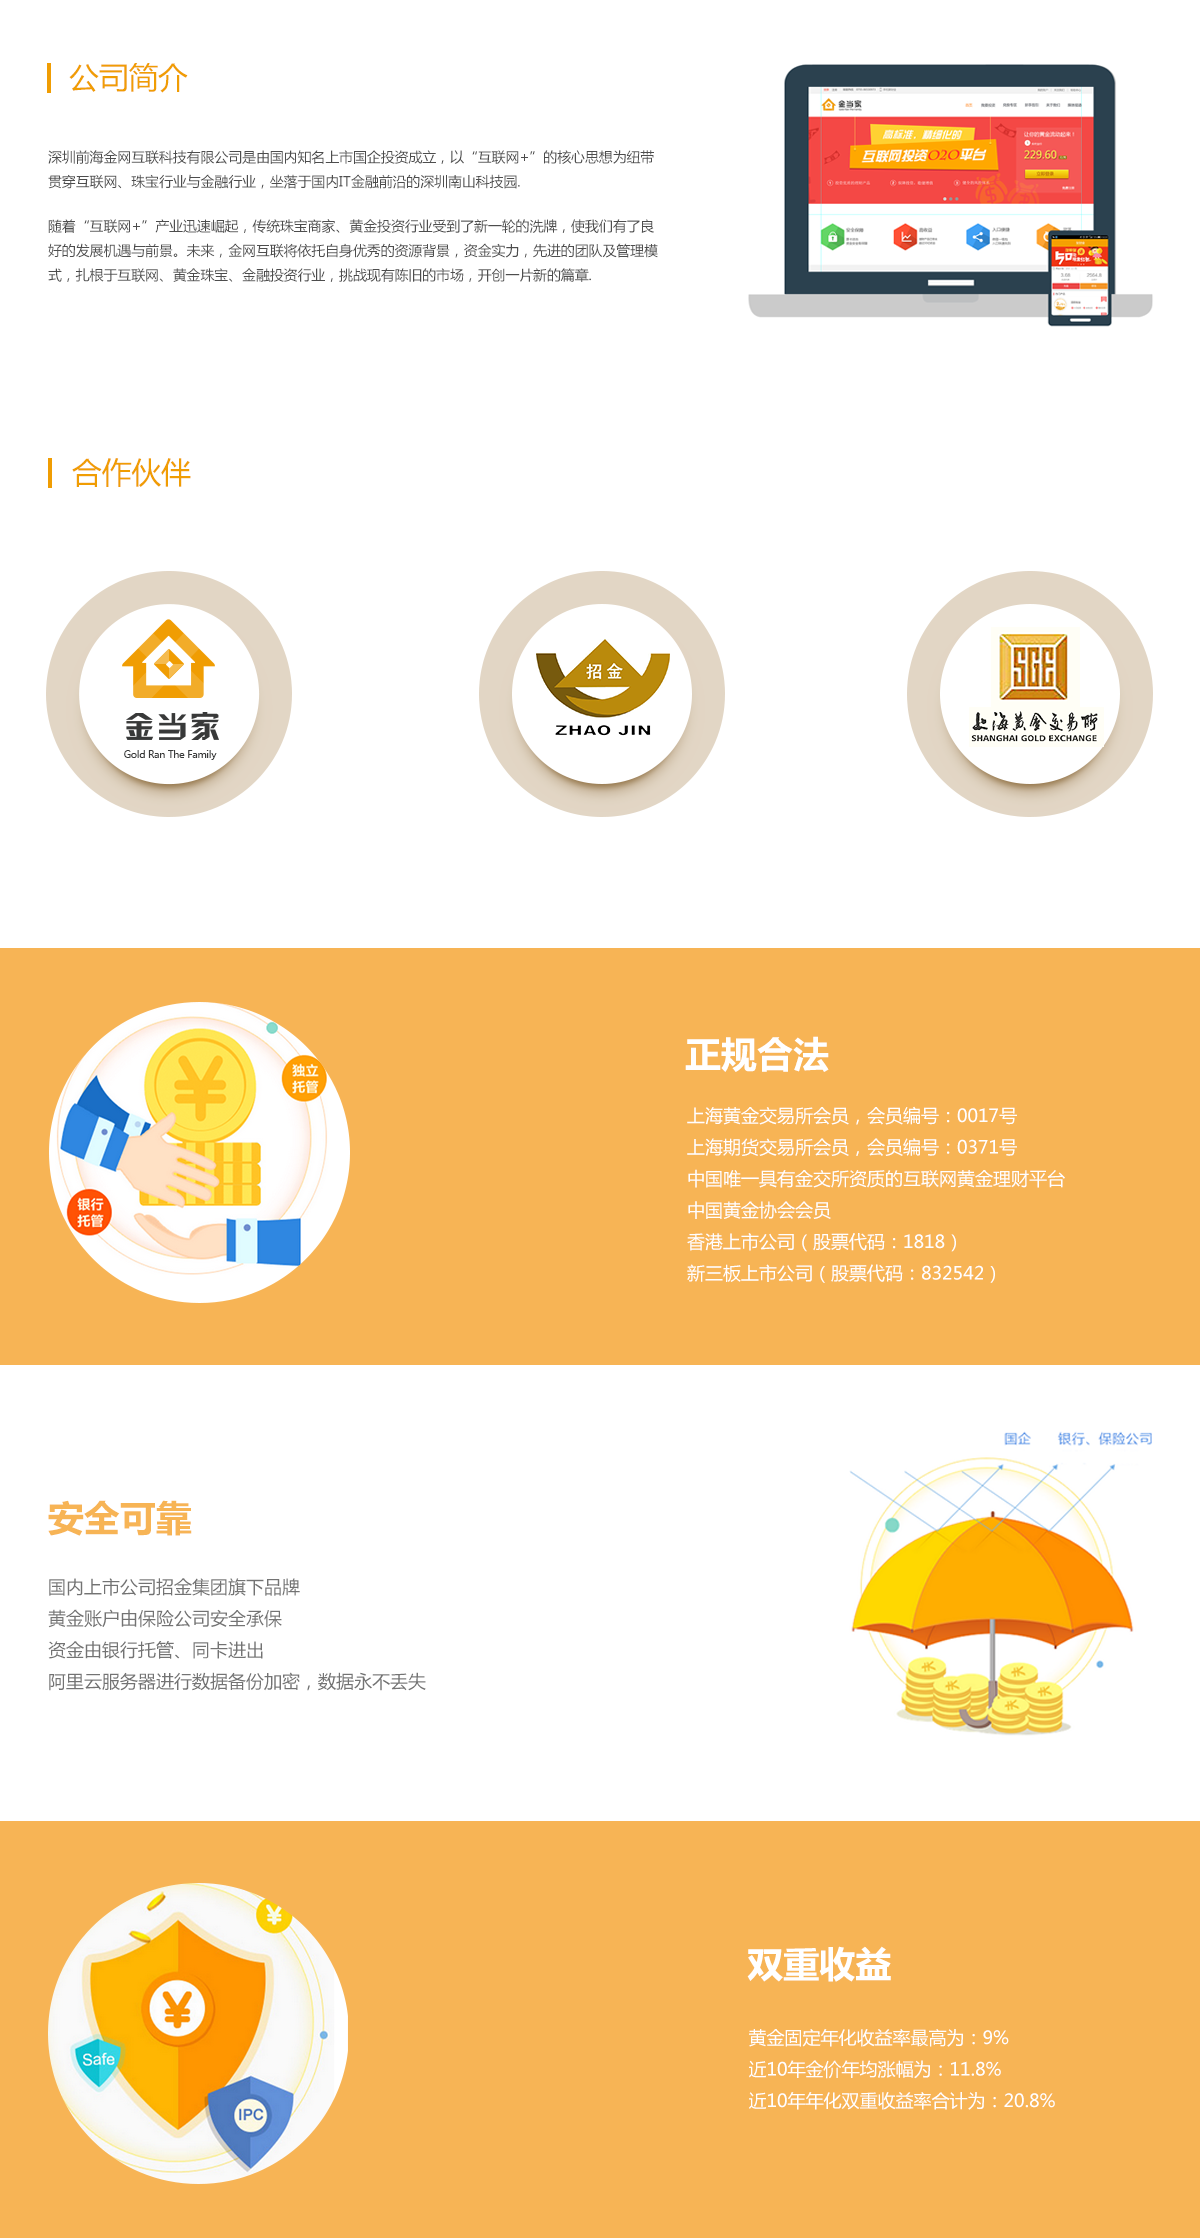 公司简介
深圳前海金网互联科技有限公司是由国内知名上市国企投资成立，以“互联网+”的核心思想为纽带
贯穿互联网、珠宝行业与金融行业，坐落于国内IT金融前沿的深圳南山科技园.
随着“互联网+”产业迅速崛起，传统珠宝商家、黄金投资行业受到了新一轮的洗牌，使我们有了良
好的发展机遇与前景。未来，金网互联将依托自身优秀的资源背景，资金实力，先进的团队及管理模
式，扎根于互联网、黄金珠宝、金融投资行业，挑战现有陈旧的市场，开创一片新的篇章.
金当家
高标准、精细化的
互联网投资O2O平台
让你的黄金流动起来！
229.60
合作伙伴
金当家
Gold Ran The Family
招金
ZHAO JIN
SGE
上海黄金交易所
SHANGHAI GOLD EXCHANGE
独立
托管
银行
托管
正规合法
上海黄金交易所会员，会员编号：0017号
上海期货交易所会员，会员编号：0371号
中国唯一具有金交所资质的互联网黄金理财平台
中国黄金协会会员
香港上市公司（股票代码：1818）
新三板上市公司（股票代码：832542）
国企 银行、保险公司
安全可靠
国内上市公司招金集团旗下品牌
黄金账户由保险公司安全承保
资金由银行托管、同卡进出
阿里云服务器进行数据备份加密，数据永不丢失
¥
¥
Safe
IPC
双重收益
黄金固定年化收益率最高为：9%
近10年金价年均涨幅为：11.8%
近10年年化双重收益率合计为：20.8%